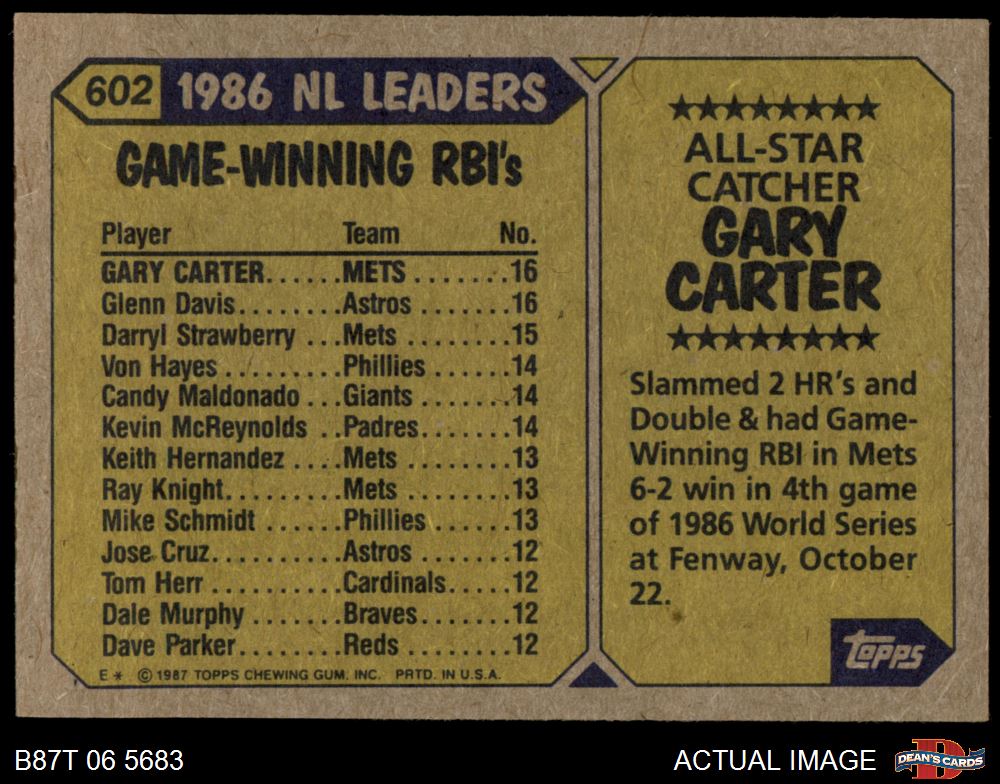 602 1986 NL LEADERS
GAME-WINNING RBI's
Player Team No.
GARY CARTER......METS.......16
Glenn Davis........Astros.......16
Darryl Strawberry ...Mets .......15
Von Hayes .........Phillies .......14
Candy Maldonado ...Giants .......14
Kevin McReynolds ..Padres.......14
Keith Hernandez ....Mets .......13
Ray Knight.........Mets .......13
Mike Schmidt ......Phillies .......13
Jose Cruz..........Astros .......12
Tom Herr ..........Cardinals.....12
Dale Murphy .......Braves.......12
Dave Parker........Reds .......12
E * © 1987 TOPPS CHEWING GUM, INC. PRTD. IN U.S.A.
★★★★★★★★
ALL-STAR
CATCHER
GARY
CARTER
★★★★★★★★
Slammed 2 HR's and
Double & had Game-
Winning RBI in Mets
6-2 win in 4th game
of 1986 World Series
at Fenway, October
22.
topps
B87T 06 5683
ACTUAL IMAGE
DEAN'S CARDS